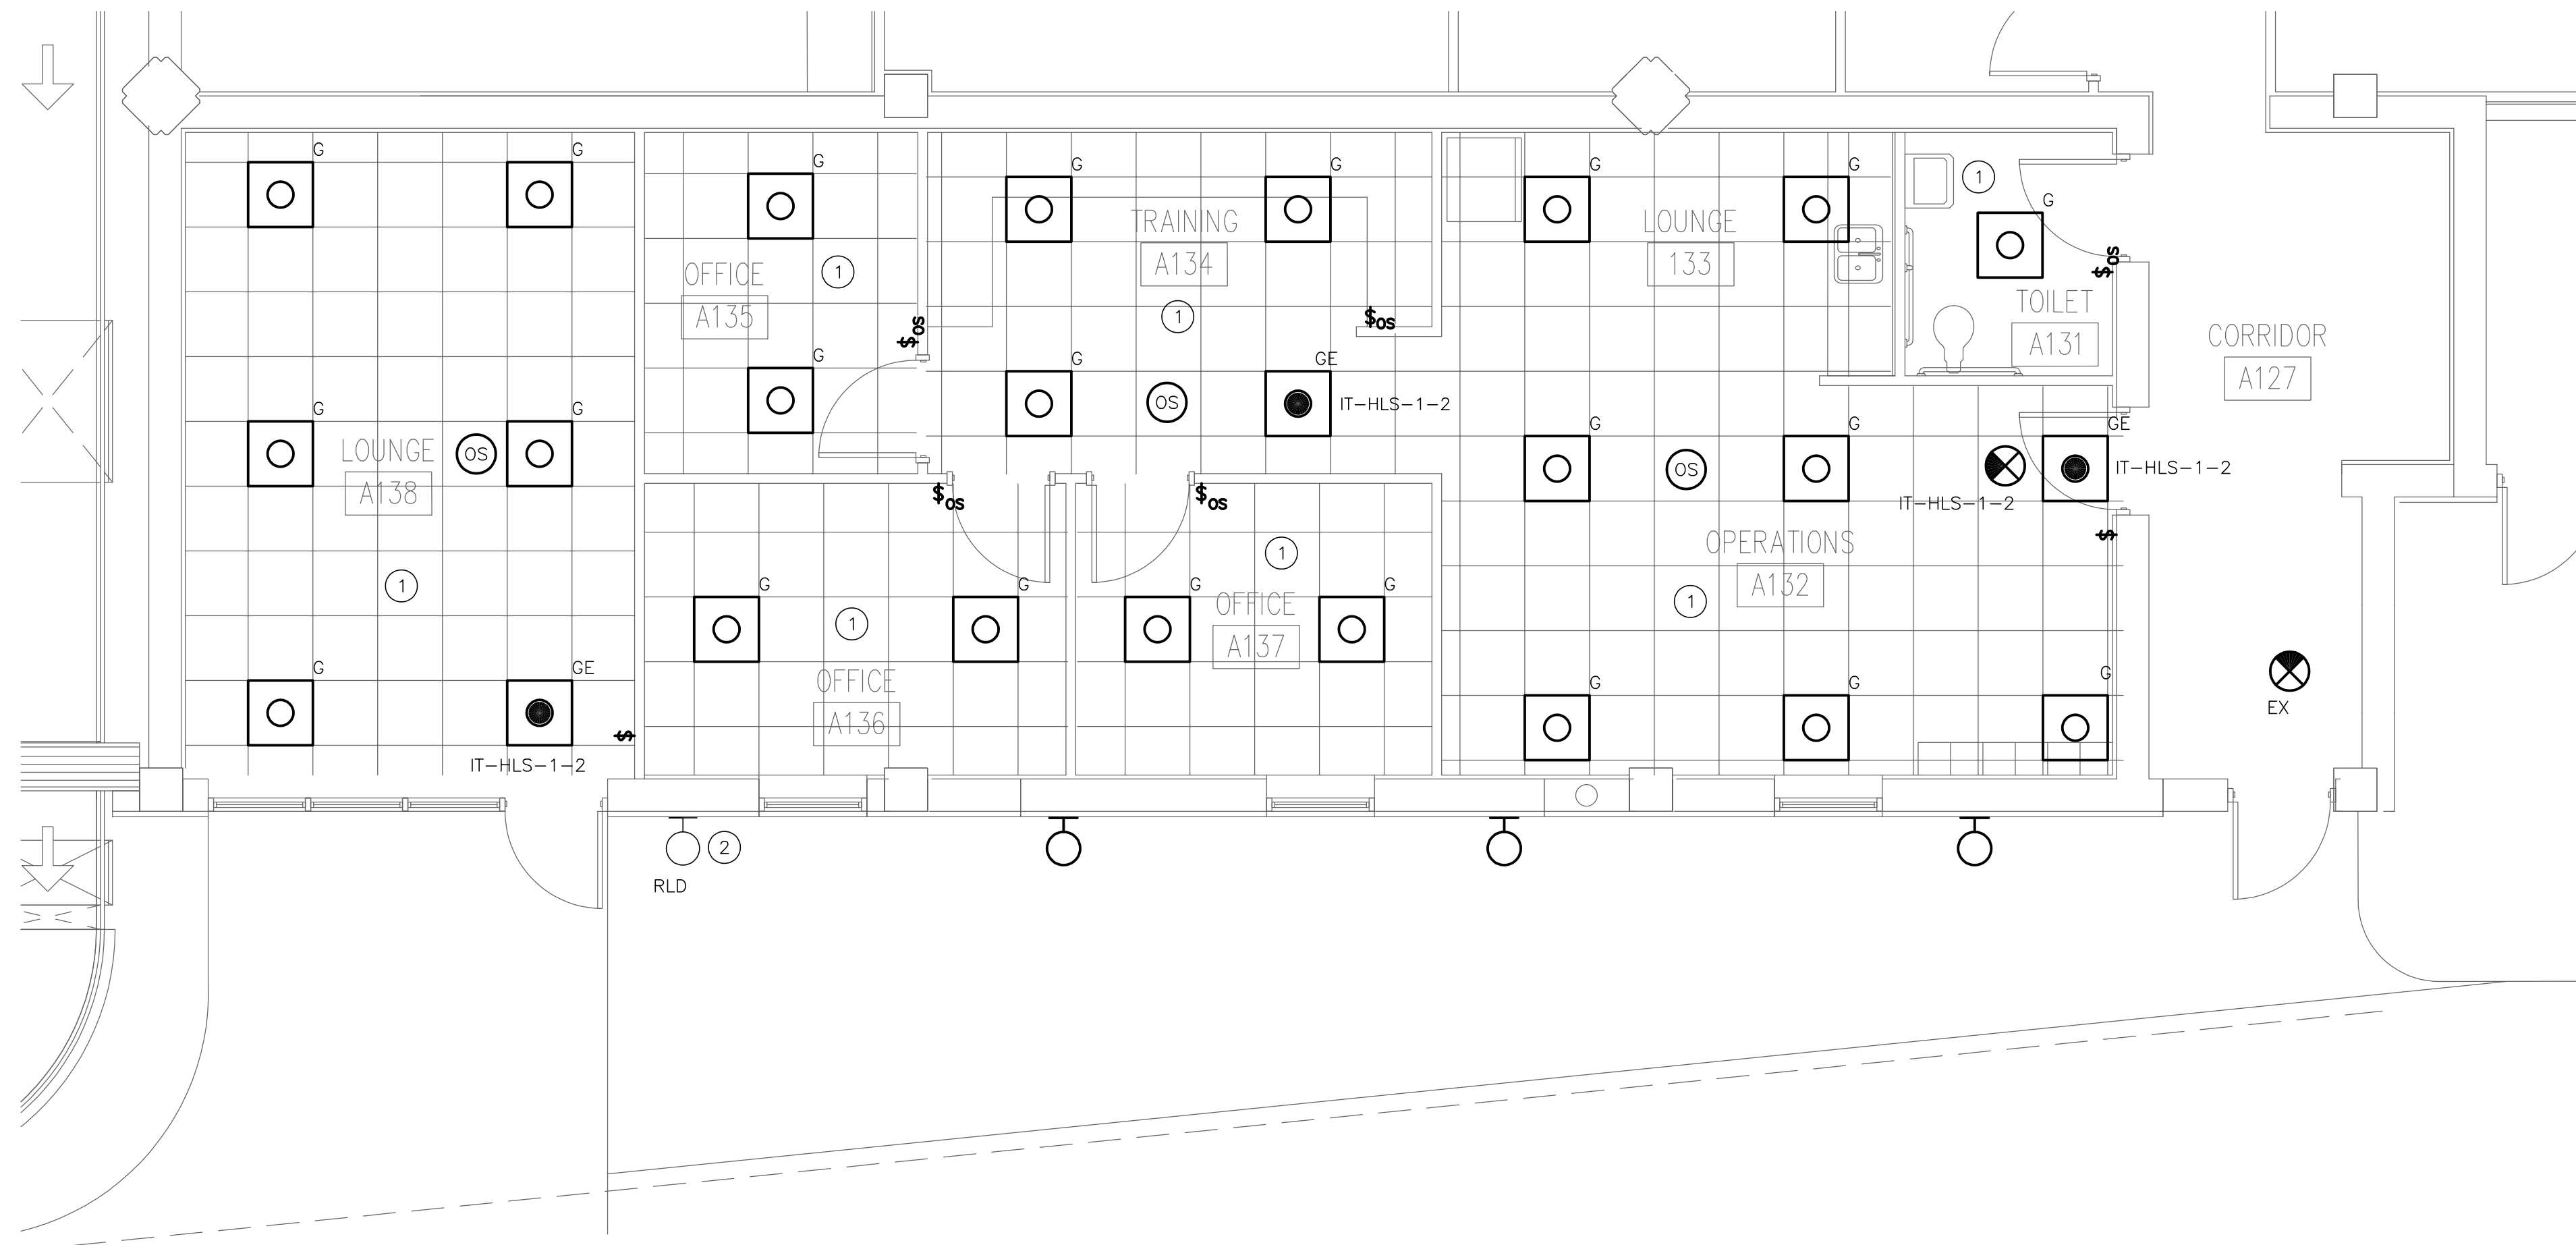 G
G
G
G
G
G
G
G
1
G
TRAINING
A134
LOUNGE
133
OFFICE
A135
1
$OS
TOILET
A131
CORRIDOR
A127
1
$OS
$OS
G
G
GE
IT-HLS-1-2
OS
G
G
LOUNGE
A138
OS
G
G
OS
GE
IT-HLS-1-2
IT-HLS-1-2
$OS
$OS
$
OPERATIONS
A132
1
1
1
1
G
G
G
G
OFFICE
A137
OFFICE
A136
G
GE
IT-HLS-1-2
$
G
G
G
EX
2
RLD